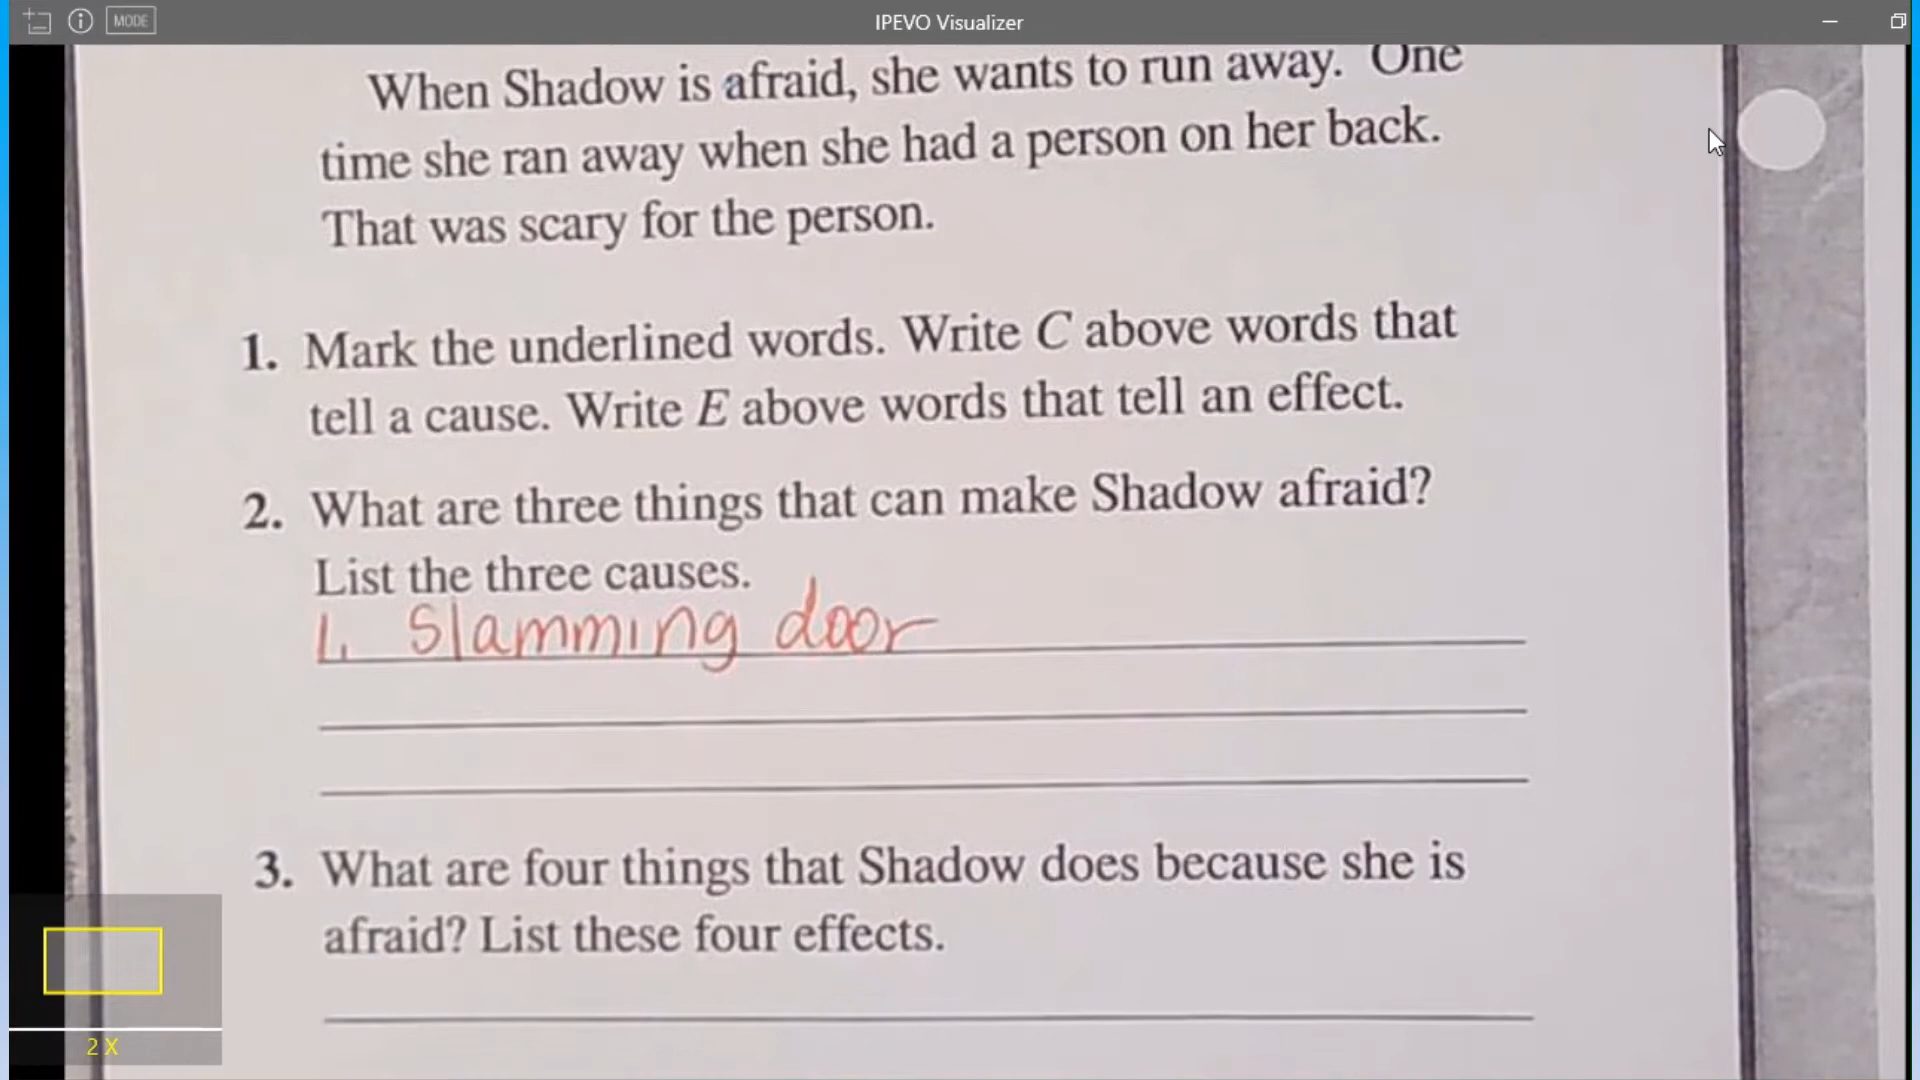 MODE
IPEVO Visualizer
When Shadow is afraid, she wants to run away. One
time she ran away when she had a person on her back.
That was scary for the person.
1. Mark the underlined words. Write C above words that
tell a cause. Write E above words that tell an effect.
2. What are three things that can make Shadow afraid?
List the three causes.
1. Slamming door
3. What are four things that Shadow does because she is
afraid? List these four effects.
2 X